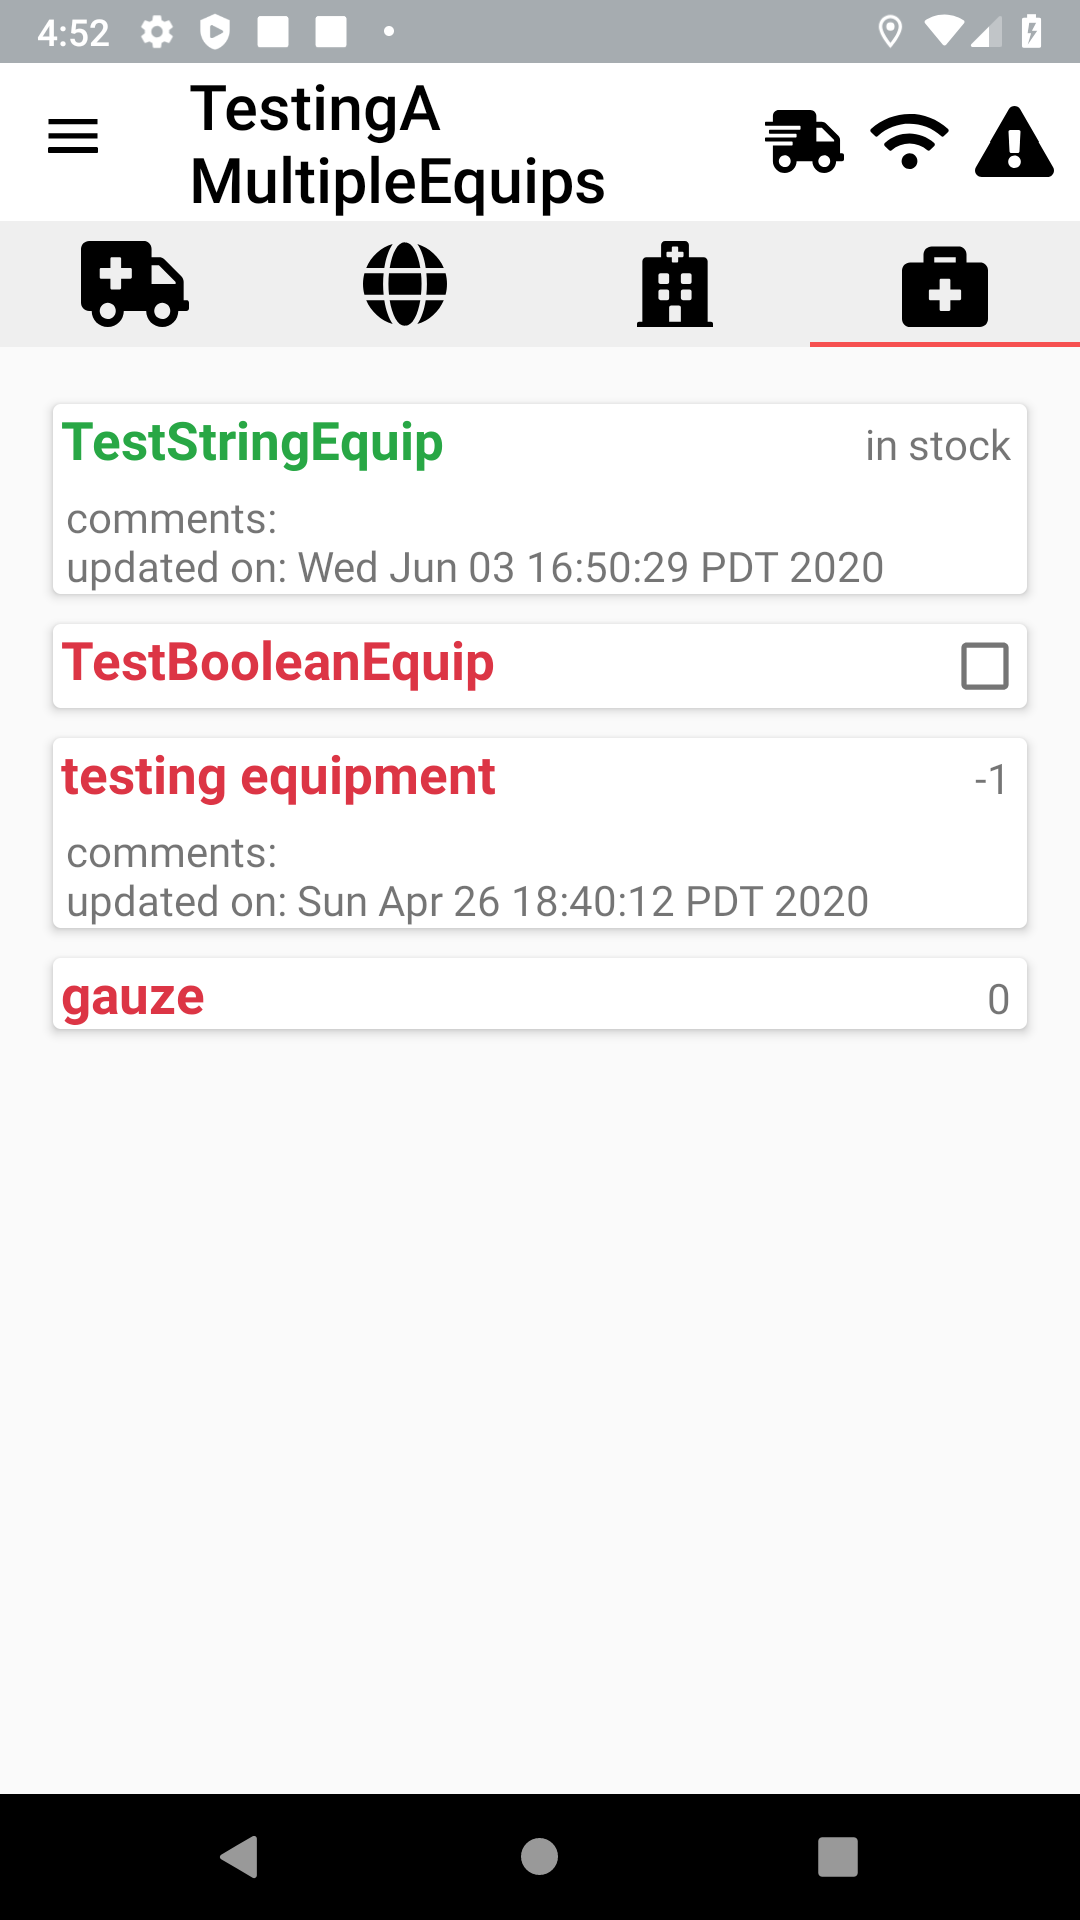 4:52
TestingA
MultipleEquips
TestStringEquip in stock
comments:
updated on: Wed Jun 03 16:50:29 PDT 2020
TestBooleanEquip
testing equipment -1
comments:
updated on: Sun Apr 26 18:40:12 PDT 2020
gauze 0